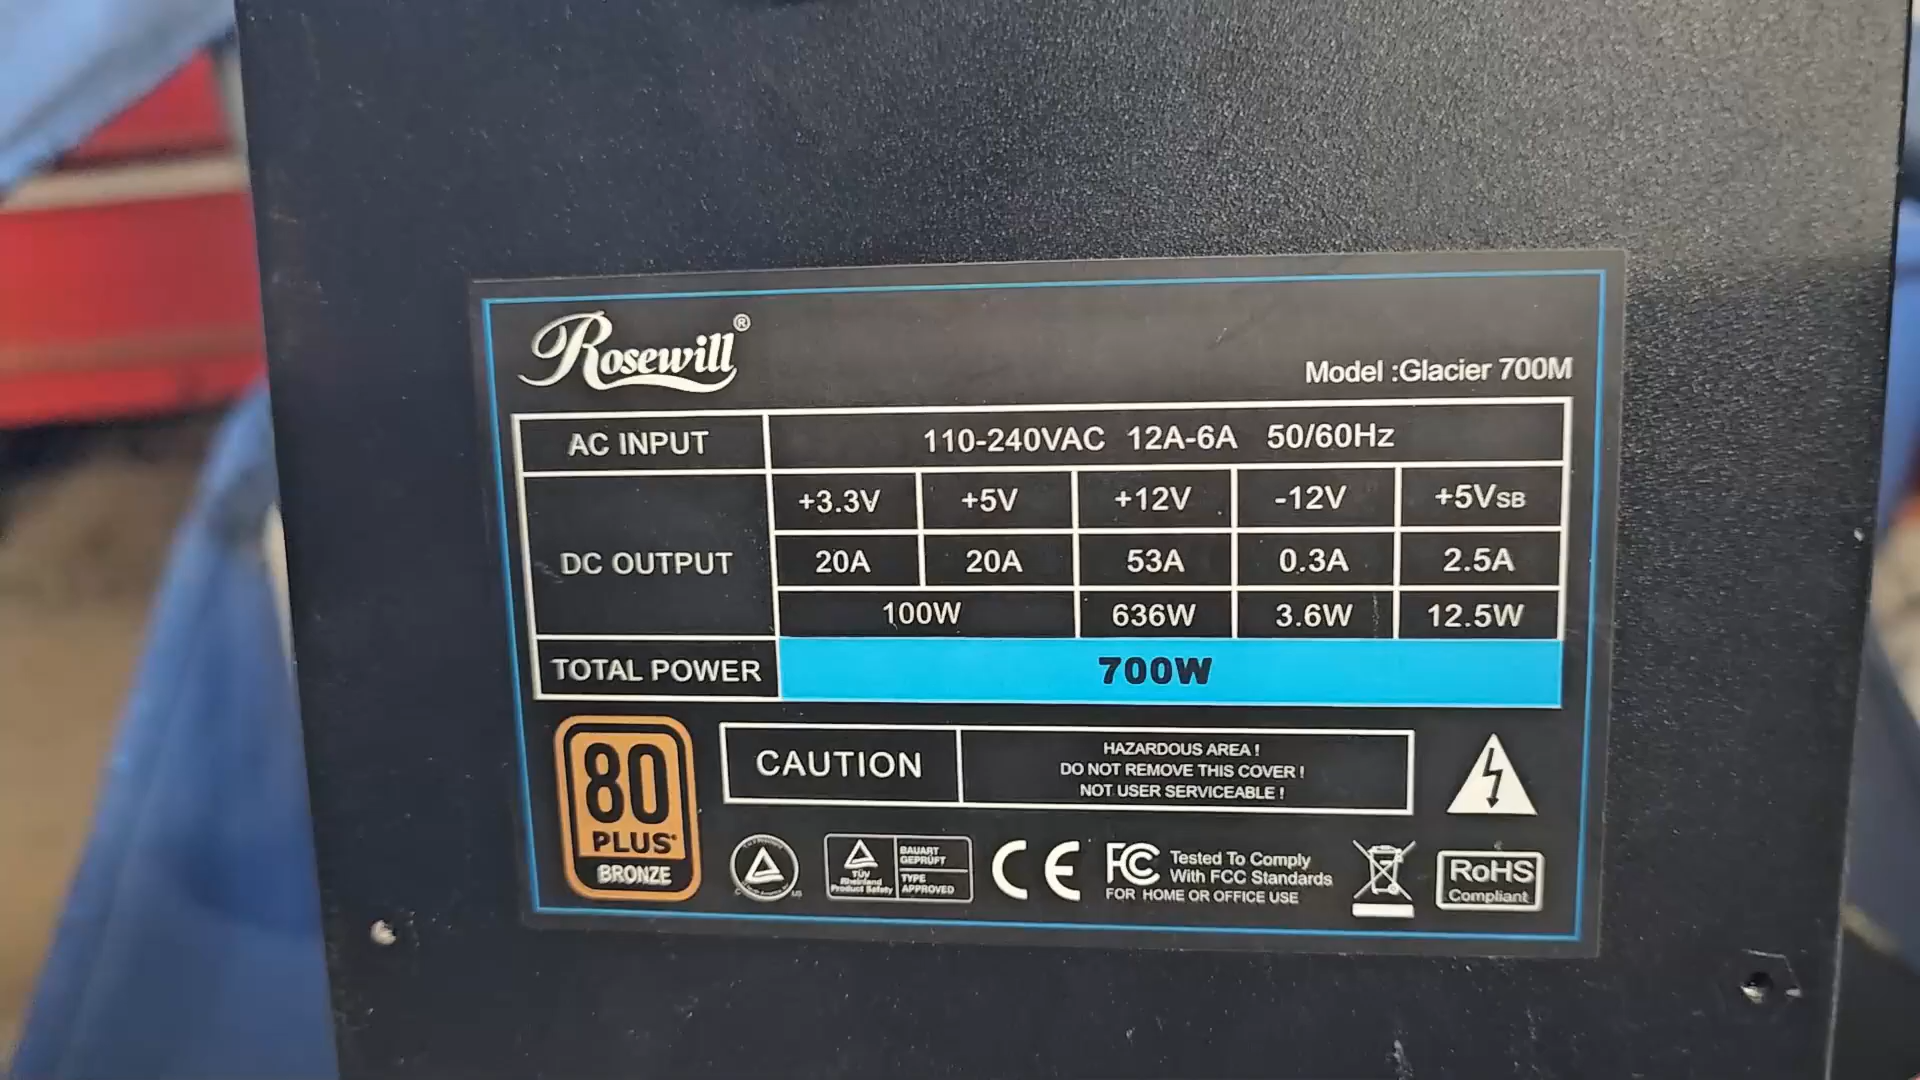 Rosewill®
Model :Glacier 700M
AC INPUT 110-240VAC 12A-6A 50/60Hz
DC OUTPUT
+3.3V +5V +12V -12V +5VSB
20A 20A 53A 0.3A 2.5A
100W 636W 3.6W 12.5W
TOTAL POWER 700W
80
PLUS®
BRONZE
CAUTION
HAZARDOUS AREA !
DO NOT REMOVE THIS COVER !
NOT USER SERVICEABLE !
C US
TÜV
Rheinland
Product Safety
BAUART
GEPRÜFT
TYPE
APPROVED
CE
FC
Tested To Comply
With FCC Standards
FOR HOME OR OFFICE USE
RoHS
Compliant